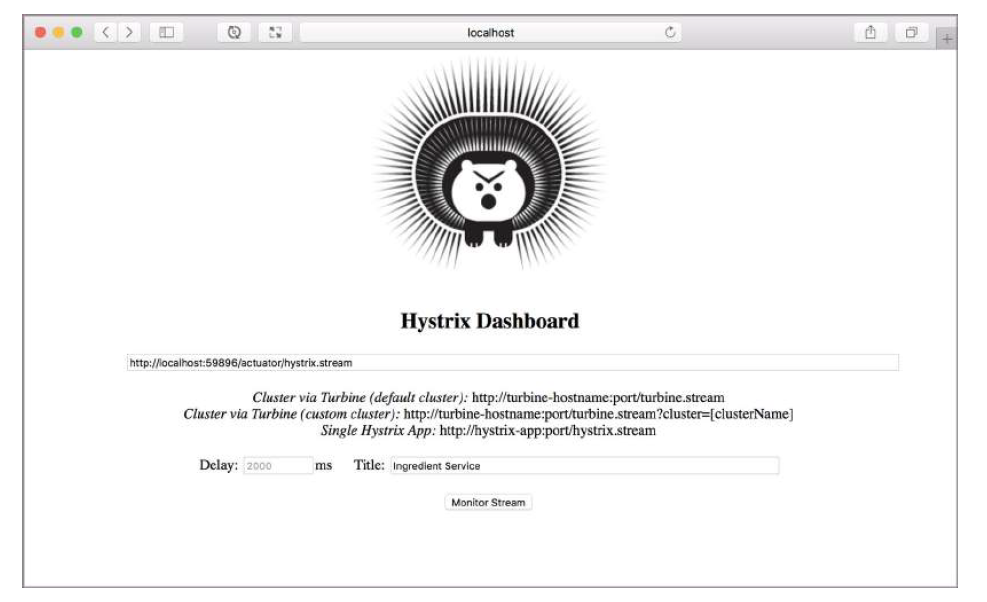 localhost
Hystrix Dashboard
http://localhost:59896/actuator/hystrix.stream
Cluster via Turbine (default cluster): http://turbine-hostname:port/turbine.stream
Cluster via Turbine (custom cluster): http://turbine-hostname:port/turbine.stream?cluster=[clusterName]
Single Hystrix App: http://hystrix-app:port/hystrix.stream
Delay: 2000 ms Title: Ingredient Service
Monitor Stream